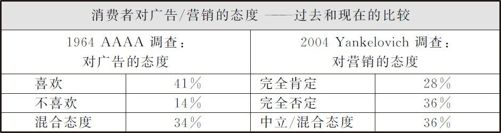 消费者对广告/营销的态度 ——过去和现在的比较
1964 AAAA 调查: 2004 Yankelovich 调查:
对广告的态度 对营销的态度
喜欢 41% 完全肯定 28%
不喜欢 14% 完全否定 36%
混合态度 34% 中立/混合态度 36%